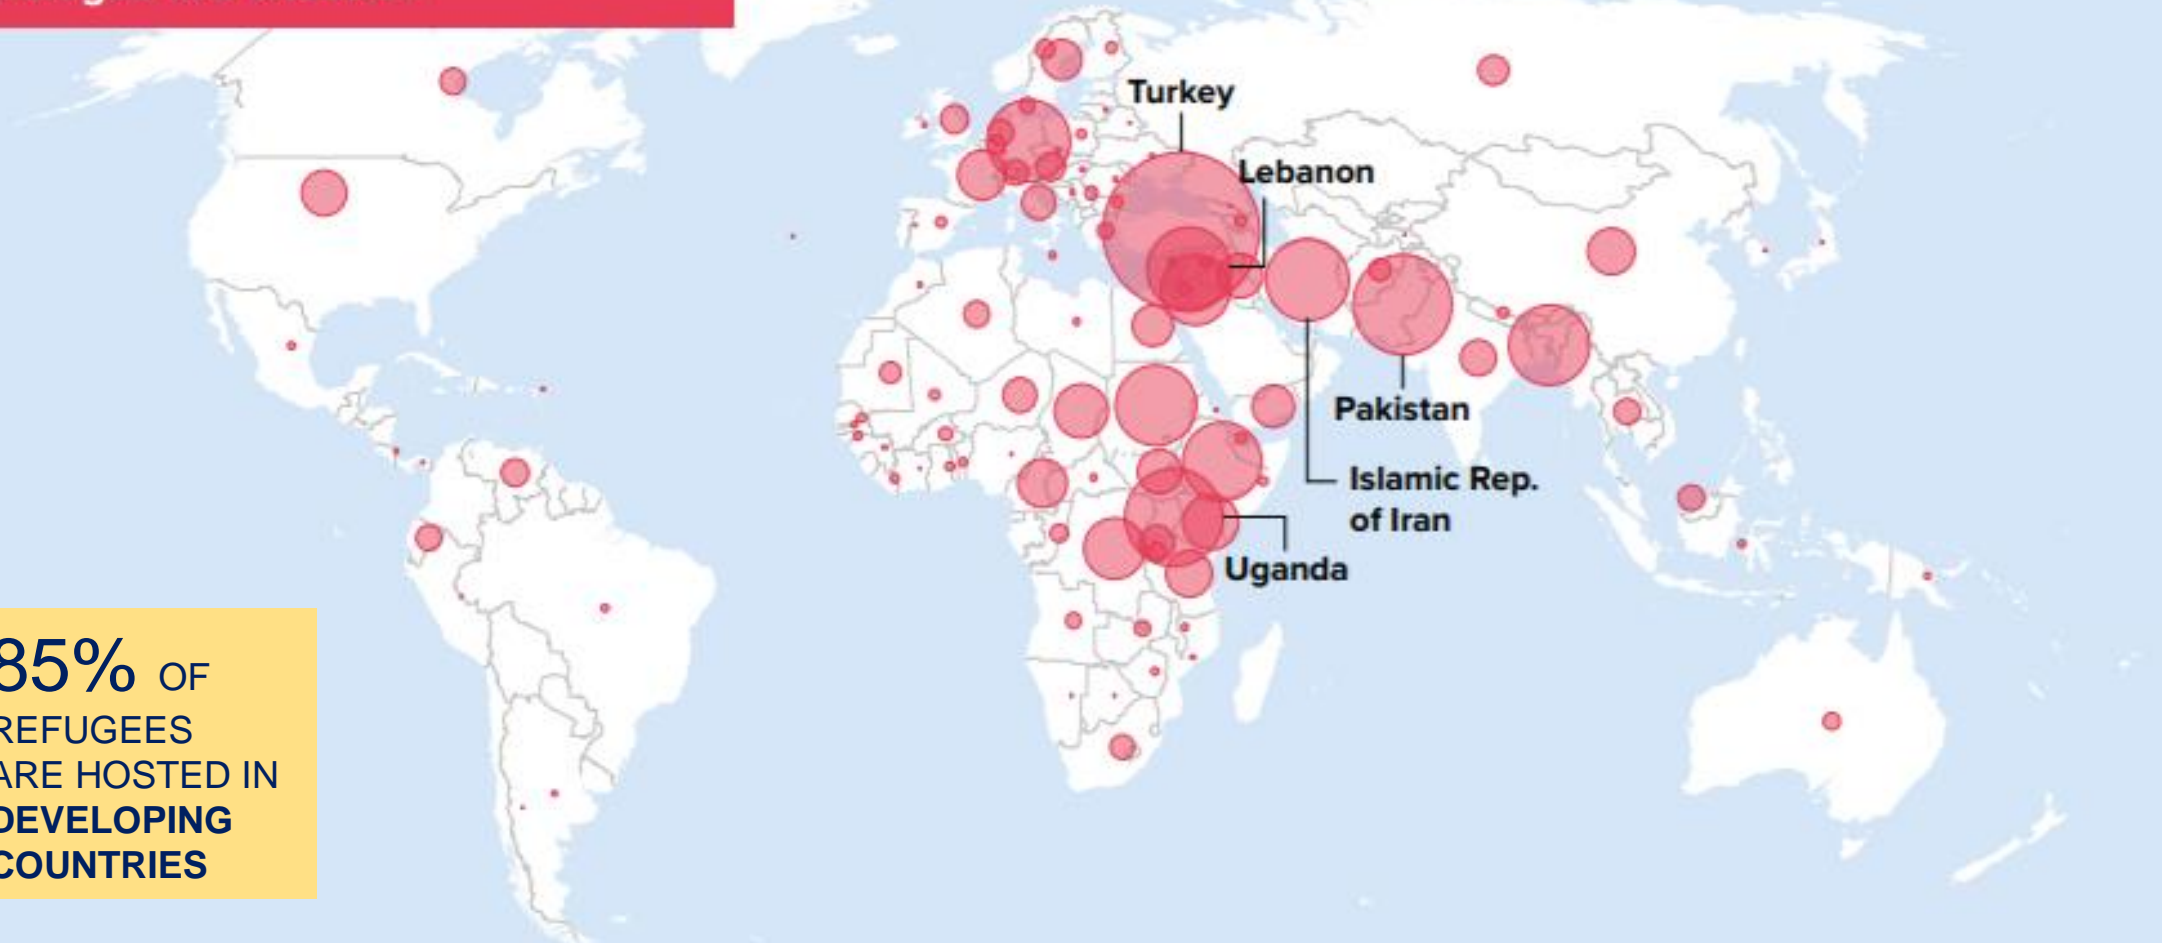 Turkey
Lebanon
Pakistan
Islamic Rep.
of Iran
Uganda
85% OF
REFUGEES
ARE HOSTED IN
DEVELOPING
COUNTRIES